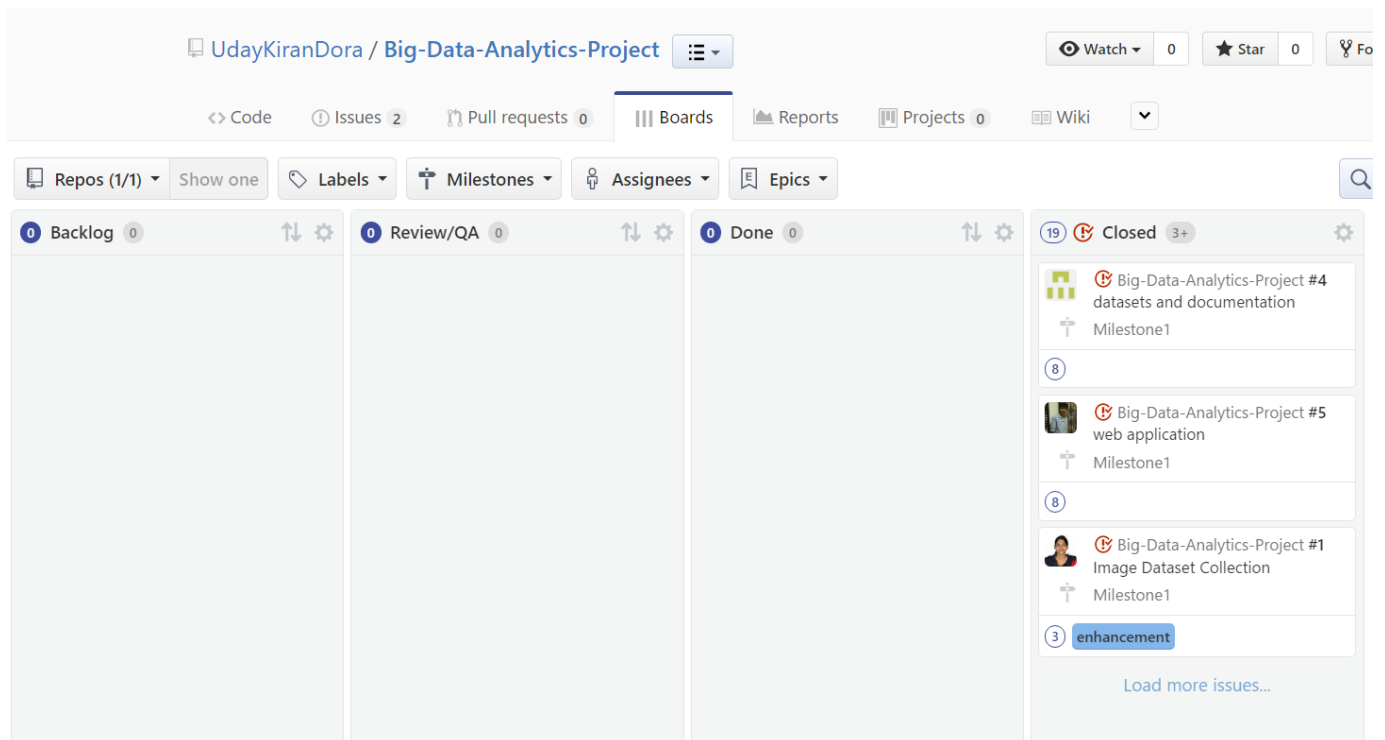 UdayKiranDora / Big-Data-Analytics-Project
Watch 0 Star 0 Fo
Code Issues 2 Pull requests 0 Boards Reports Projects 0 Wiki
Repos (1/1) Show one Labels Milestones Assignees E Epics
0 Backlog 0
0 Review/QA 0
0 Done 0
19 Closed 3+
Big-Data-Analytics-Project #4
datasets and documentation
Milestone1
8
Big-Data-Analytics-Project #5
web application
Milestone1
8
Big-Data-Analytics-Project #1
Image Dataset Collection
Milestone1
3 enhancement
Load more issues...